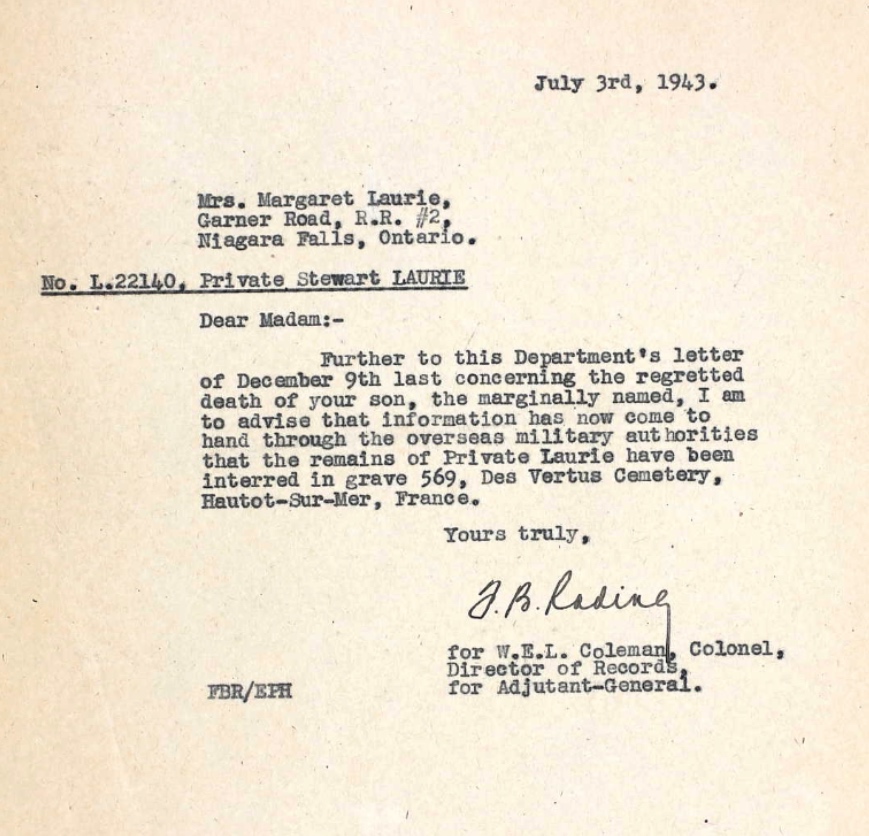 July 3rd, 1943.
Mrs. Margaret Laurie,
Garner Road, R.R. #2,
Niagara Falls, Ontario.
No. L.22140, Private Stewart LAURIE
Dear Madam:-
Further to this Department's letter
of December 9th last concerning the regretted
death of your son, the marginally named, I am
to advise that information has now come to
hand through the overseas military authorities
that the remains of Private Laurie have been
interred in grave 569, Des Vertus Cemetery,
Hautot-Sur-Mer, France.
Yours truly,
F.B. Rading
for W.E.L. Coleman, Colonel,
Director of Records,
for Adjutant-General.
FBR/EPH